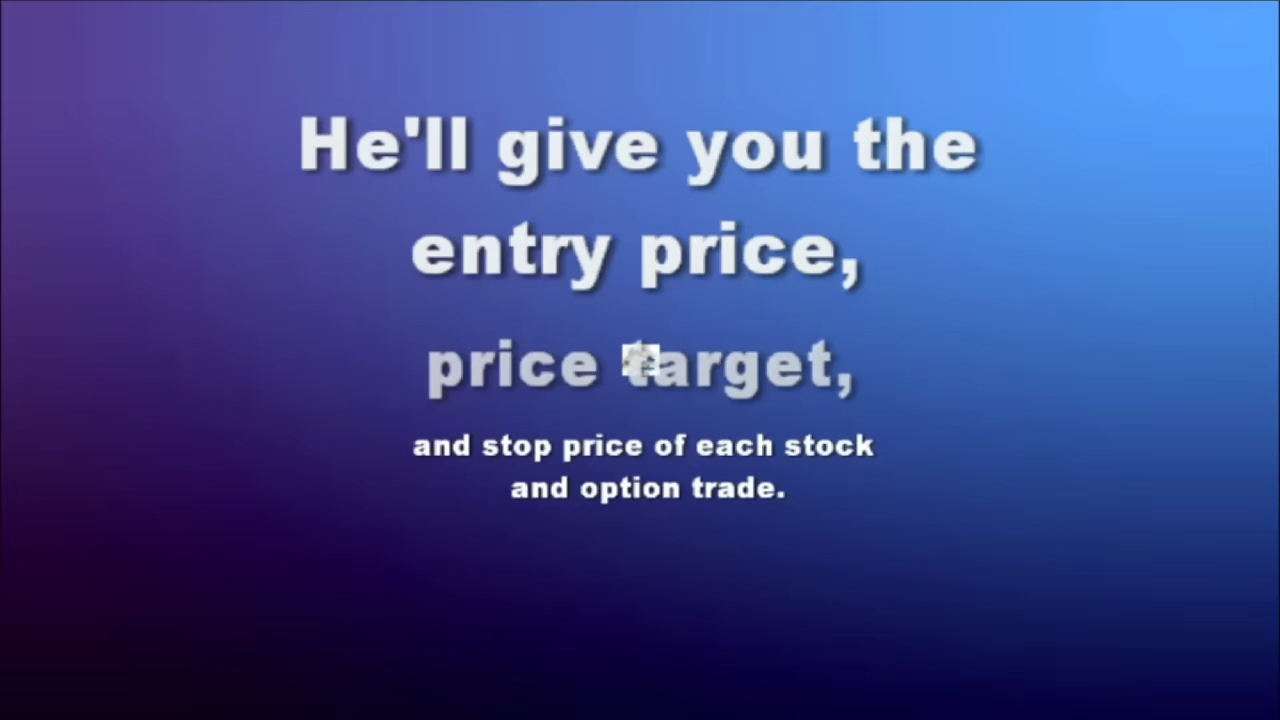 He'll give you the
entry price,
price target,
and stop price of each stock
and option trade.